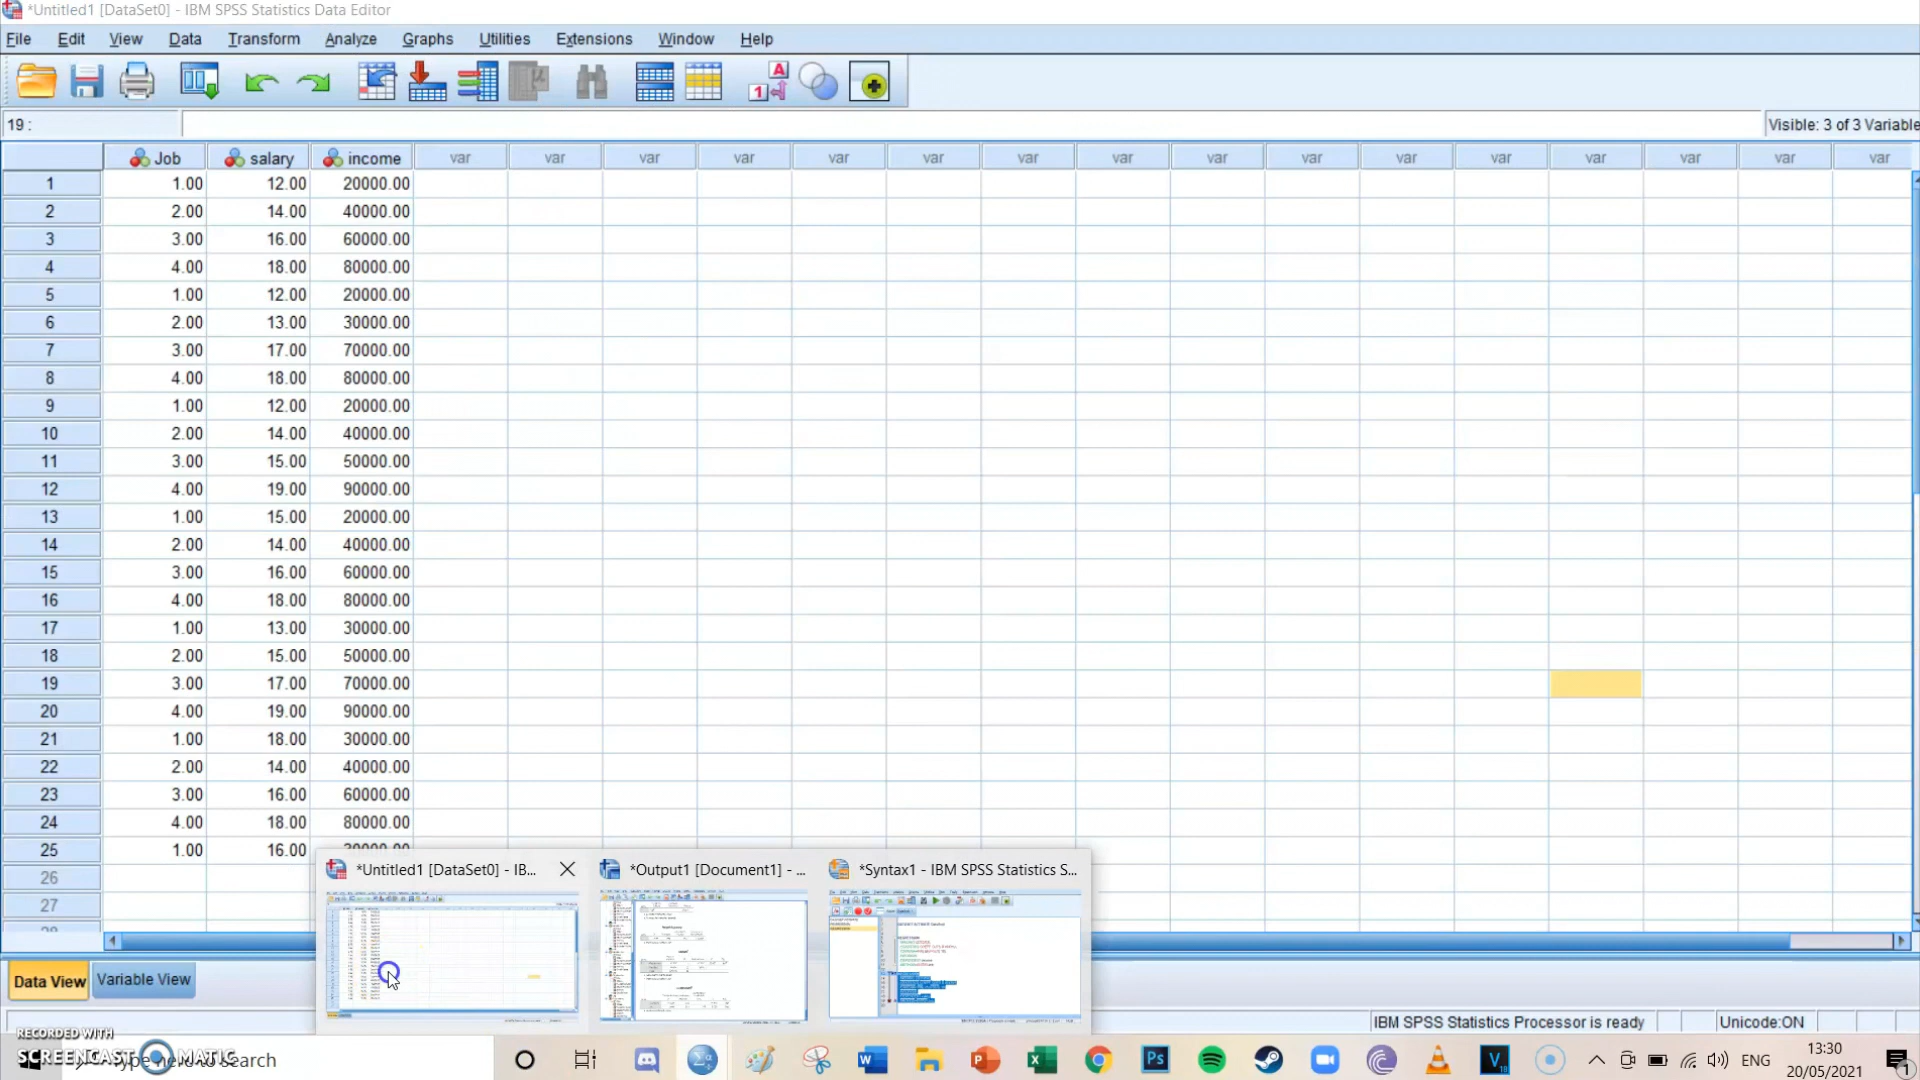 *Untitled1 [DataSet0] - IBM SPSS Statistics Data Editor
File Edit View Data Transform Analyze Graphs Utilities Extensions Window Help
19 : Visible: 3 of 3 Variable
Job salary income var var var var var var var var var var var var var var var var
1 1.00 12.00 20000.00
2 2.00 14.00 40000.00
3 3.00 16.00 60000.00
4 4.00 18.00 80000.00
5 1.00 12.00 20000.00
6 2.00 13.00 30000.00
7 3.00 17.00 70000.00
8 4.00 18.00 80000.00
9 1.00 12.00 20000.00
10 2.00 14.00 40000.00
11 3.00 15.00 50000.00
12 4.00 19.00 90000.00
13 1.00 15.00 20000.00
14 2.00 14.00 40000.00
15 3.00 16.00 60000.00
16 4.00 18.00 80000.00
17 1.00 13.00 30000.00
18 2.00 15.00 50000.00
19 3.00 17.00 70000.00
20 4.00 19.00 90000.00
21 1.00 18.00 30000.00
22 2.00 14.00 40000.00
23 3.00 16.00 60000.00
24 4.00 18.00 80000.00
25 1.00 16.00
26
27
*Untitled1 [DataSet0] - IB... *Output1 [Document1] - ... *Syntax1 - IBM SPSS Statistics S...
Data View Variable View
IBM SPSS Statistics Processor is ready Unicode:ON
RECORDED WITH
SCREENCAST MATIC
Type here to search
ENG 13:30
20/05/2021